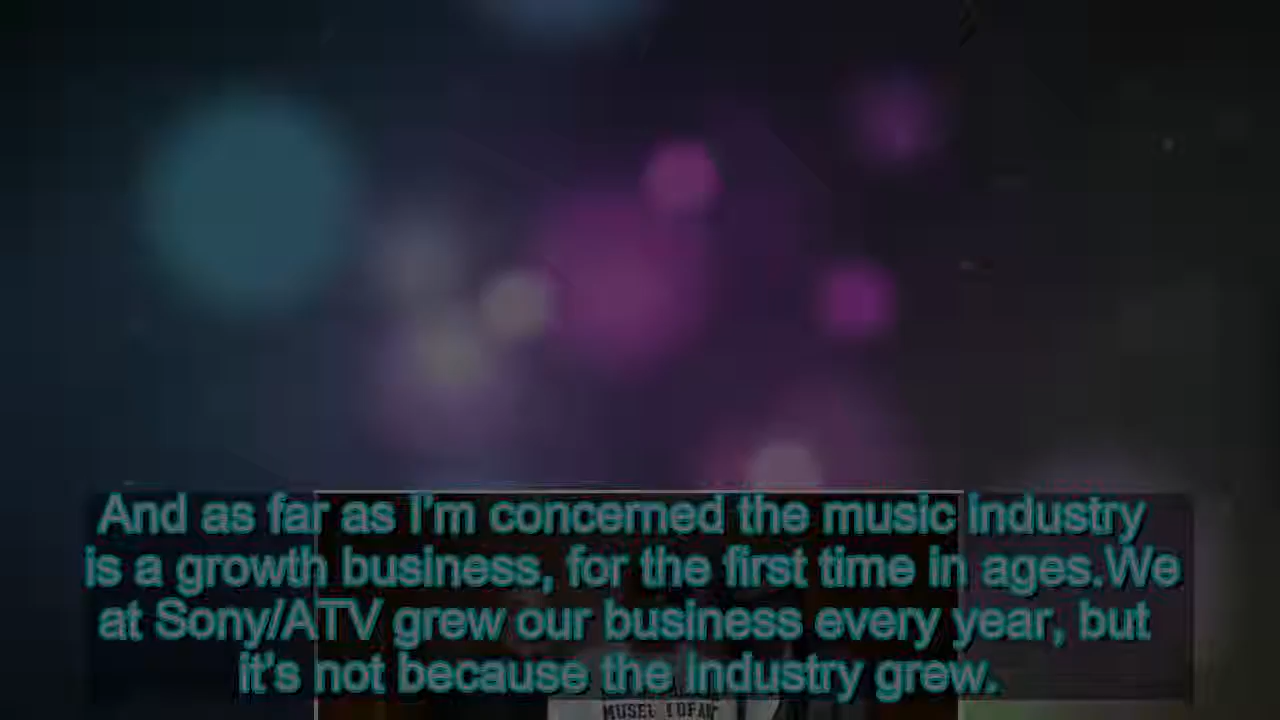 And as far as I'm concerned the music industry
is a growth business, for the first time in ages.We
at Sony/ATV grew our business every year, but
it's not because the industry grew.